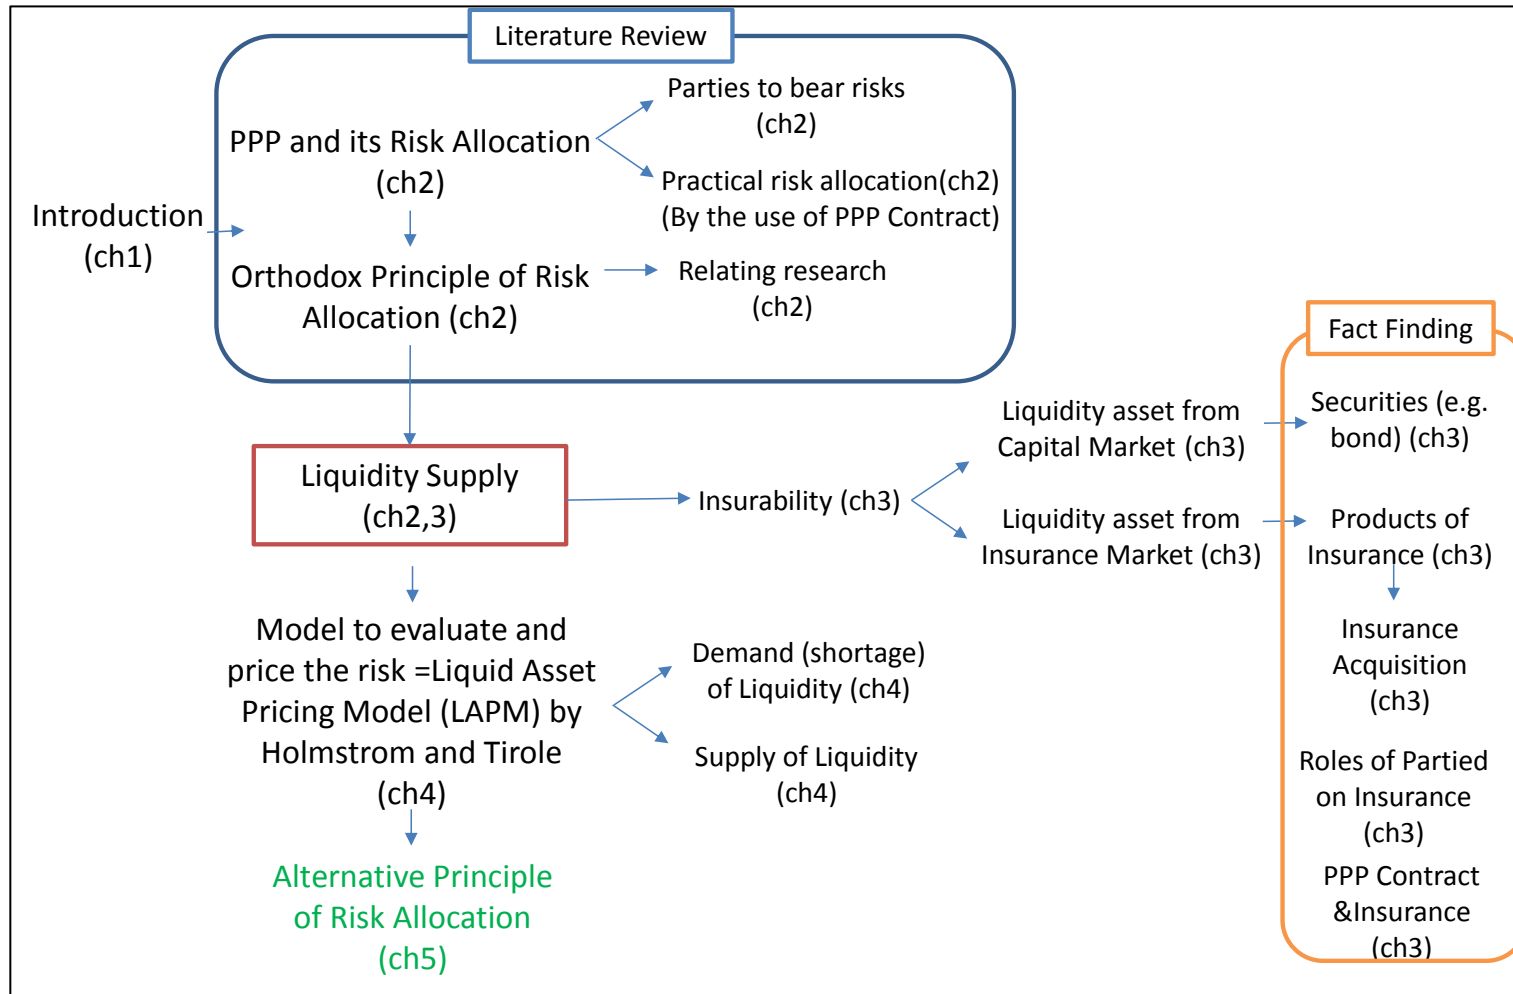 Literature Review
Parties to bear risks
(ch2)
PPP and its Risk Allocation
(ch2)
Practical risk allocation(ch2)
(By the use of PPP Contract)
Introduction
(ch1)
Orthodox Principle of Risk
Allocation (ch2)
Relating research
(ch2)
Fact Finding
Liquidity Supply
(ch2,3)
Insurability (ch3)
Liquidity asset from
Capital Market (ch3)
Securities (e.g.
bond) (ch3)
Liquidity asset from
Insurance Market (ch3)
Products of
Insurance (ch3)
Insurance
Acquisition
(ch3)
Roles of Partied
on Insurance
(ch3)
PPP Contract
&Insurance
(ch3)
Model to evaluate and
price the risk =Liquid Asset
Pricing Model (LAPM) by
Holmstrom and Tirole
(ch4)
Demand (shortage)
of Liquidity (ch4)
Supply of Liquidity
(ch4)
Alternative Principle
of Risk Allocation
(ch5)